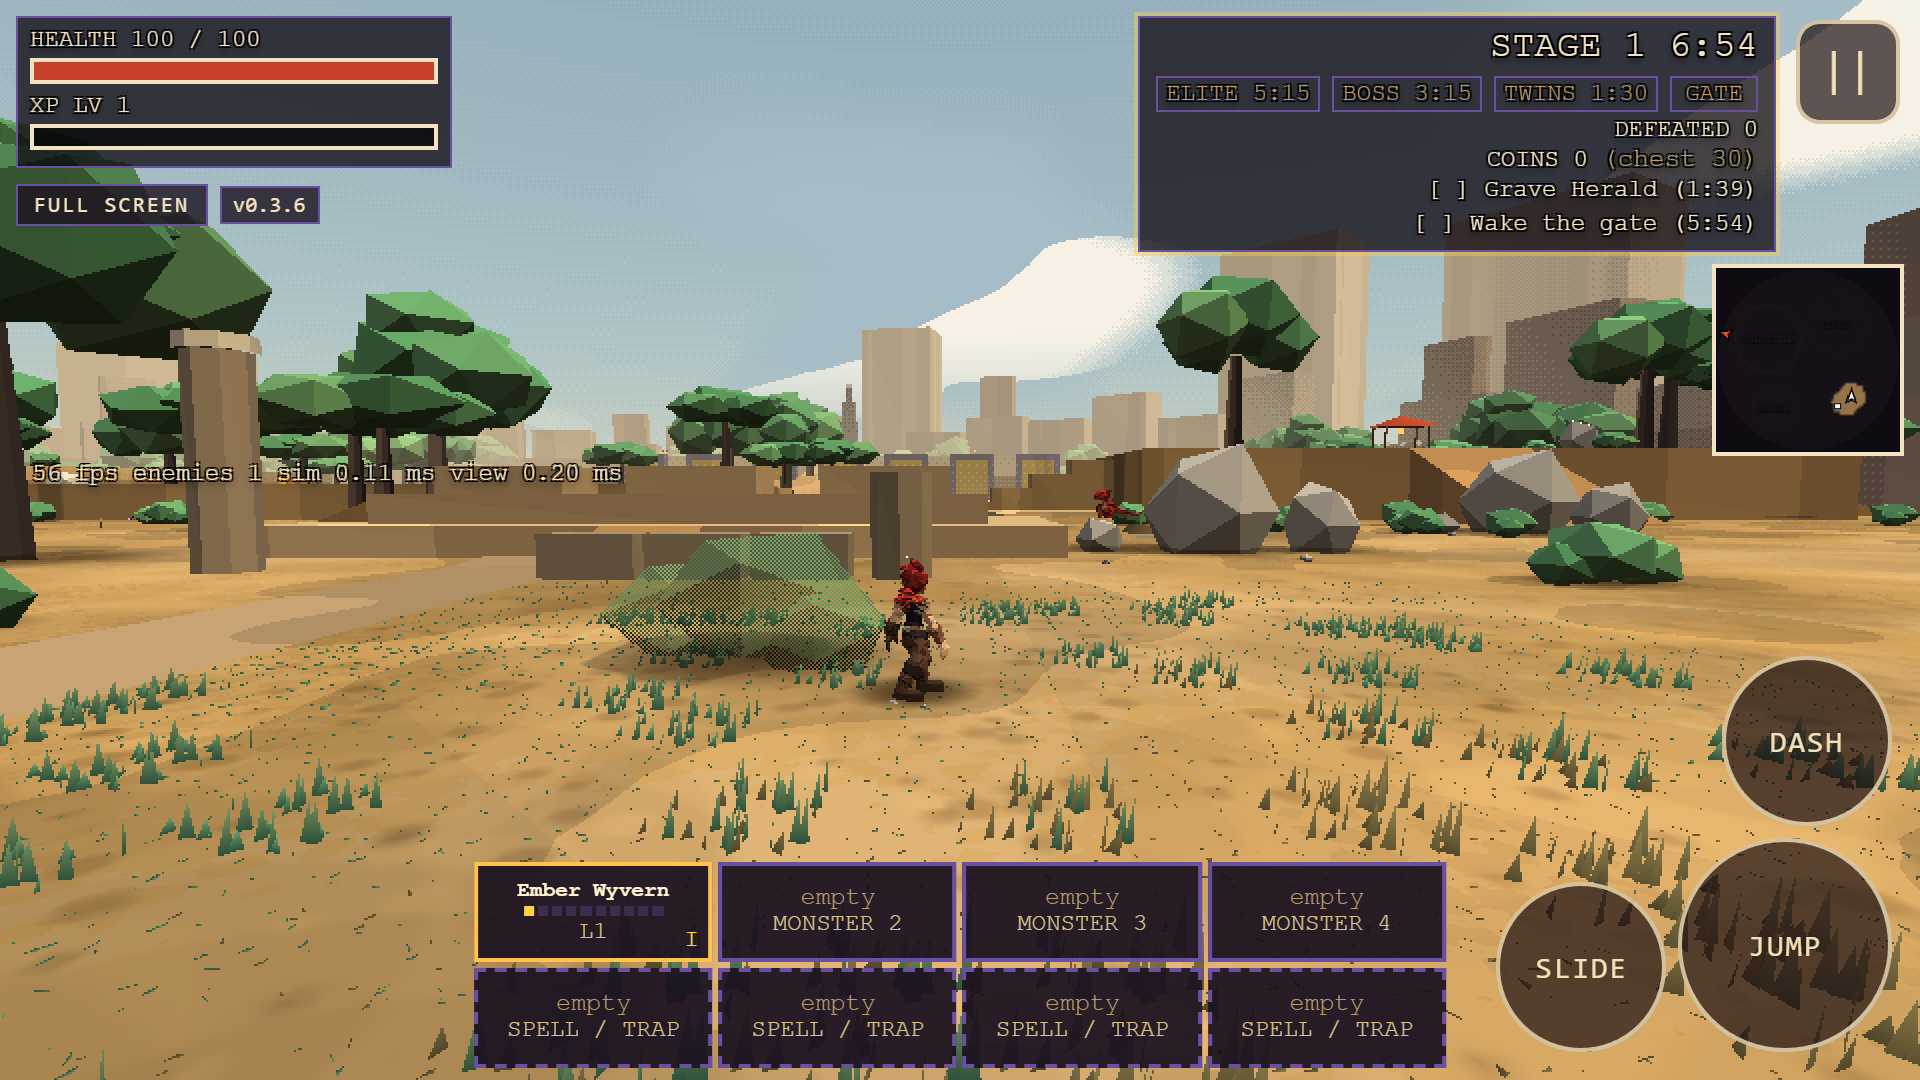 HEALTH 100 / 100
XP LV 1
FULL SCREEN
v0.3.6
STAGE 1 6:54
ELITE 5:15
BOSS 3:15
TWINS 1:30
GATE
DEFEATED 0
COINS 0 (chest 30)
[ ] Grave Herald (1:39)
[ ] Wake the gate (5:54)
56 fps enemies 1 sim 0.11 ms view 0.20 ms
DASH
SLIDE
JUMP
Ember Wyvern
L1
I
empty
MONSTER 2
empty
MONSTER 3
empty
MONSTER 4
empty
SPELL / TRAP
empty
SPELL / TRAP
empty
SPELL / TRAP
empty
SPELL / TRAP